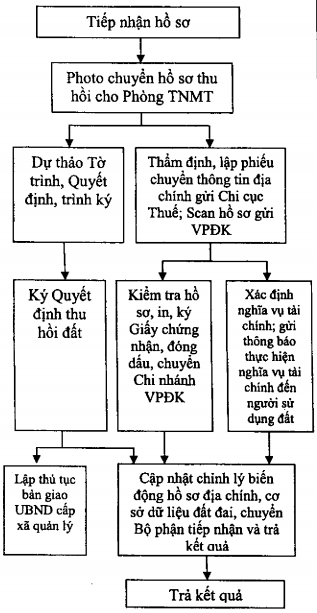 Tiếp nhận hồ sơ
Photo chuyển hồ sơ thu
hồi cho Phòng TNMT
Dự thảo Tờ
trình, Quyết
định, trình ký
Thẩm định, lập phiếu
chuyển thông tin địa
chính gửi Chi cục
Thuế; Scan hồ sơ gửi
VPĐK
Ký Quyết
định thu
hồi đất
Kiểm tra hồ
sơ, in, ký
Giấy chứng
nhận, đóng
dấu, chuyển
Chi nhánh
VPĐK
Xác định
nghĩa vụ tài
chính; gửi
thông báo
thực hiện
nghĩa vụ tài
chính đến
người sử
dụng đất
Lập thủ tục
bàn giao
UBND cấp
xã quản lý
Cập nhật chỉnh lý biến
động hồ sơ địa chính, cơ
sở dữ liệu đất đai, chuyển
Bộ phận tiếp nhận và trả
kết quả
Trả kết quả